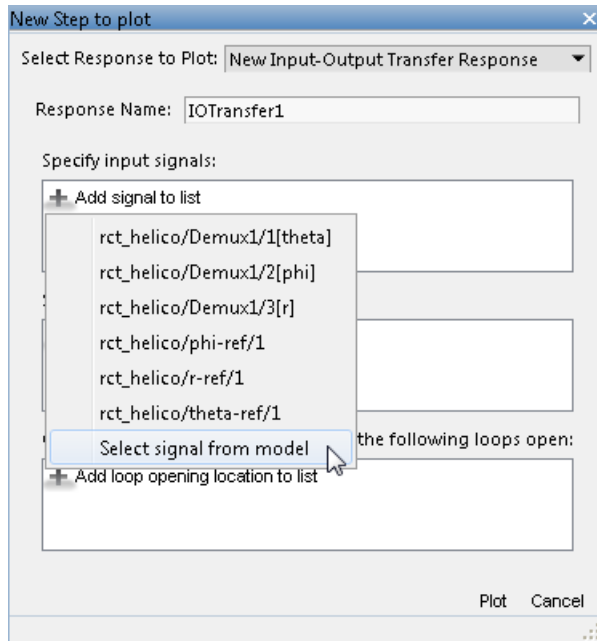 New Step to plot
Select Response to Plot: New Input-Output Transfer Response
Response Name: IOTransfer1
Specify input signals:
Add signal to list
rct_helico/Demux1/1[theta]
rct_helico/Demux1/2[phi]
rct_helico/Demux1/3[r]
rct_helico/phi-ref/1
rct_helico/r-ref/1
rct_helico/theta-ref/1
Select signal from model
the following loops open:
Add loop opening location to list
Plot Cancel